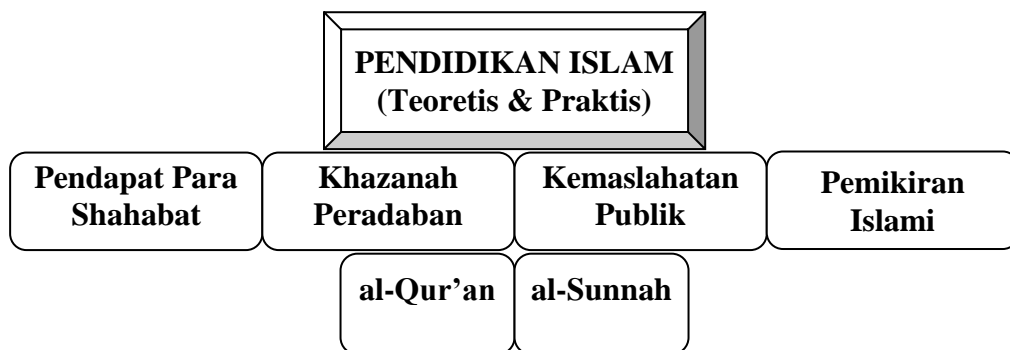 PENDIDIKAN ISLAM
(Teoretis & Praktis)
Pendapat Para
Shahabat
Khazanah
Peradaban
Kemaslahatan
Publik
Pemikiran
Islami
al-Qur’an
al-Sunnah